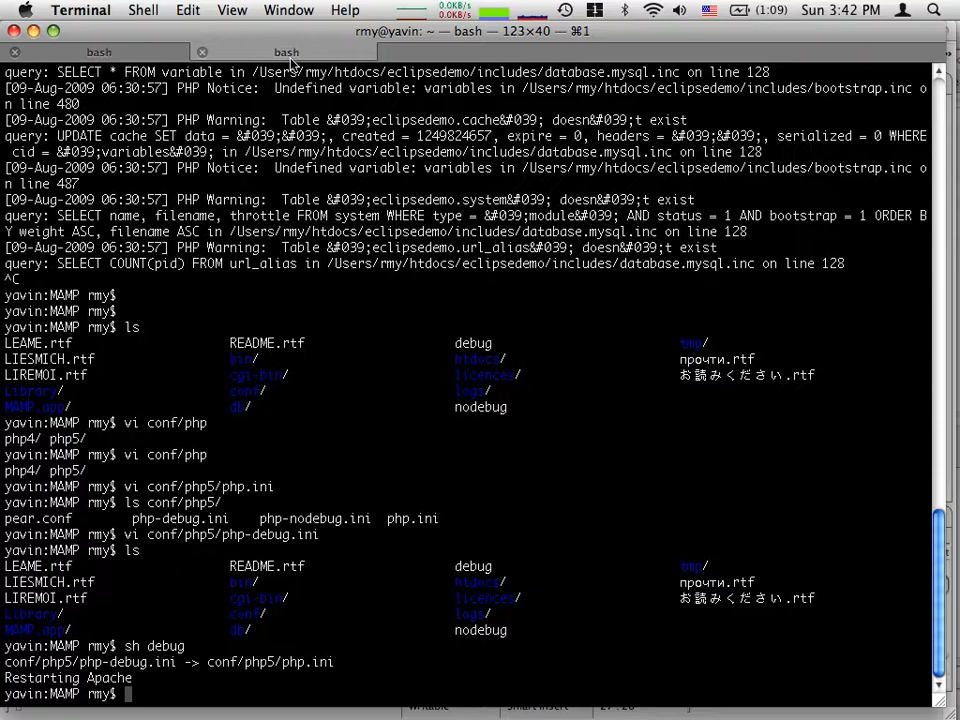 Terminal Shell Edit View Window Help 0.0KB/s 0.0KB/s (1:09) Sun 3:42 PM
rmy@yavin: ~ — bash — 123×40 — ⌘1
bash bash
query: SELECT * FROM variable in /Users/rmy/htdocs/eclipsedemo/includes/database.mysql.inc on line 128
[09-Aug-2009 06:30:57] PHP Notice:  Undefined variable: variables in /Users/rmy/htdocs/eclipsedemo/includes/bootstrap.inc o
n line 480
[09-Aug-2009 06:30:57] PHP Warning:  Table &#039;eclipsedemo.cache&#039; doesn&#039;t exist
query: UPDATE cache SET data = &#039;&#039;, created = 1249824657, expire = 0, headers = &#039;&#039;, serialized = 0 WHERE
 cid = &#039;variables&#039; in /Users/rmy/htdocs/eclipsedemo/includes/database.mysql.inc on line 128
[09-Aug-2009 06:30:57] PHP Notice:  Undefined variable: variables in /Users/rmy/htdocs/eclipsedemo/includes/bootstrap.inc o
n line 487
[09-Aug-2009 06:30:57] PHP Warning:  Table &#039;eclipsedemo.system&#039; doesn&#039;t exist
query: SELECT name, filename, throttle FROM system WHERE type = &#039;module&#039; AND status = 1 AND bootstrap = 1 ORDER B
Y weight ASC, filename ASC in /Users/rmy/htdocs/eclipsedemo/includes/database.mysql.inc on line 128
[09-Aug-2009 06:30:57] PHP Warning:  Table &#039;eclipsedemo.url_alias&#039; doesn&#039;t exist
query: SELECT COUNT(pid) FROM url_alias in /Users/rmy/htdocs/eclipsedemo/includes/database.mysql.inc on line 128
^C
yavin:MAMP rmy$
yavin:MAMP rmy$
yavin:MAMP rmy$ ls
LEAME.rtf README.rtf debug tmp/
LIESMICH.rtf bin/ htdocs/ прочти.rtf
LIREMOI.rtf cgi-bin/ licences/ お読みください.rtf
Library/ conf/ logs/
MAMP.app/ db/ nodebug
yavin:MAMP rmy$ vi conf/php
php4/ php5/
yavin:MAMP rmy$ vi conf/php
php4/ php5/
yavin:MAMP rmy$ vi conf/php5/php.ini
yavin:MAMP rmy$ ls conf/php5/
pear.conf php-debug.ini php-nodebug.ini php.ini
yavin:MAMP rmy$ vi conf/php5/php-debug.ini
yavin:MAMP rmy$ ls
LEAME.rtf README.rtf debug tmp/
LIESMICH.rtf bin/ htdocs/ прочти.rtf
LIREMOI.rtf cgi-bin/ licences/ お読みください.rtf
Library/ conf/ logs/
MAMP.app/ db/ nodebug
yavin:MAMP rmy$ sh debug
conf/php5/php-debug.ini -> conf/php5/php.ini
Restarting Apache
yavin:MAMP rmy$